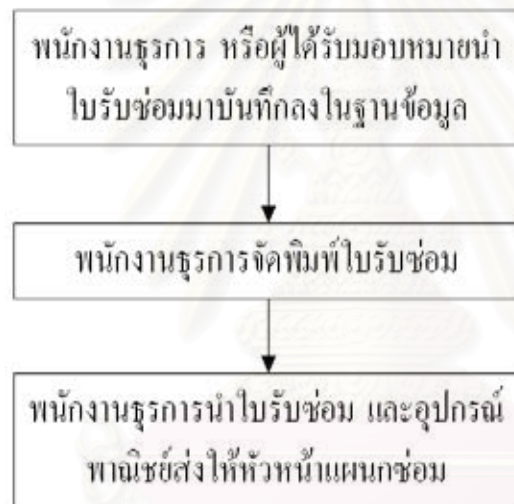 พนักงานธุรการ หรือผู้ได้รับมอบหมายนำ
ใบรับซ่อมมาบันทึกลงในฐานข้อมูล
พนักงานธุรการจัดพิมพ์ใบรับซ่อม
พนักงานธุรการนำใบรับซ่อม และอุปกรณ์
พาณิชย์ส่งให้หัวหน้าแผนกซ่อม